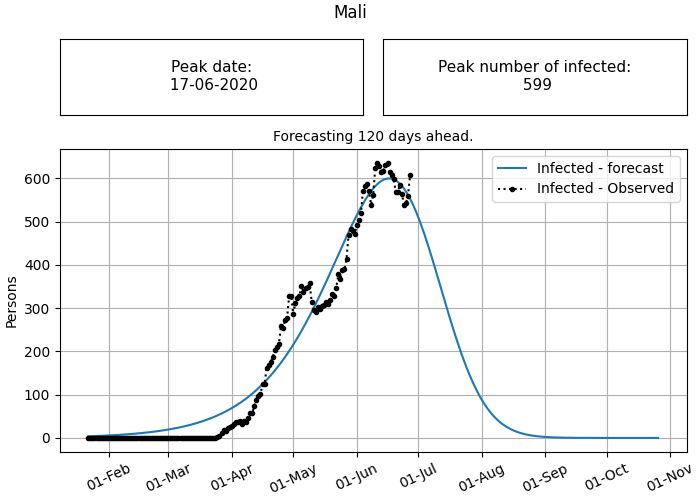 Mali
Peak date:
17-06-2020
Peak number of infected:
599
Forecasting 120 days ahead.
Infected - forecast
Infected - Observed
Persons
600
500
400
300
200
100
0
01-Feb
01-Mar
01-Apr
01-May
01-Jun
01-Jul
01-Aug
01-Sep
01-Oct
01-Nov